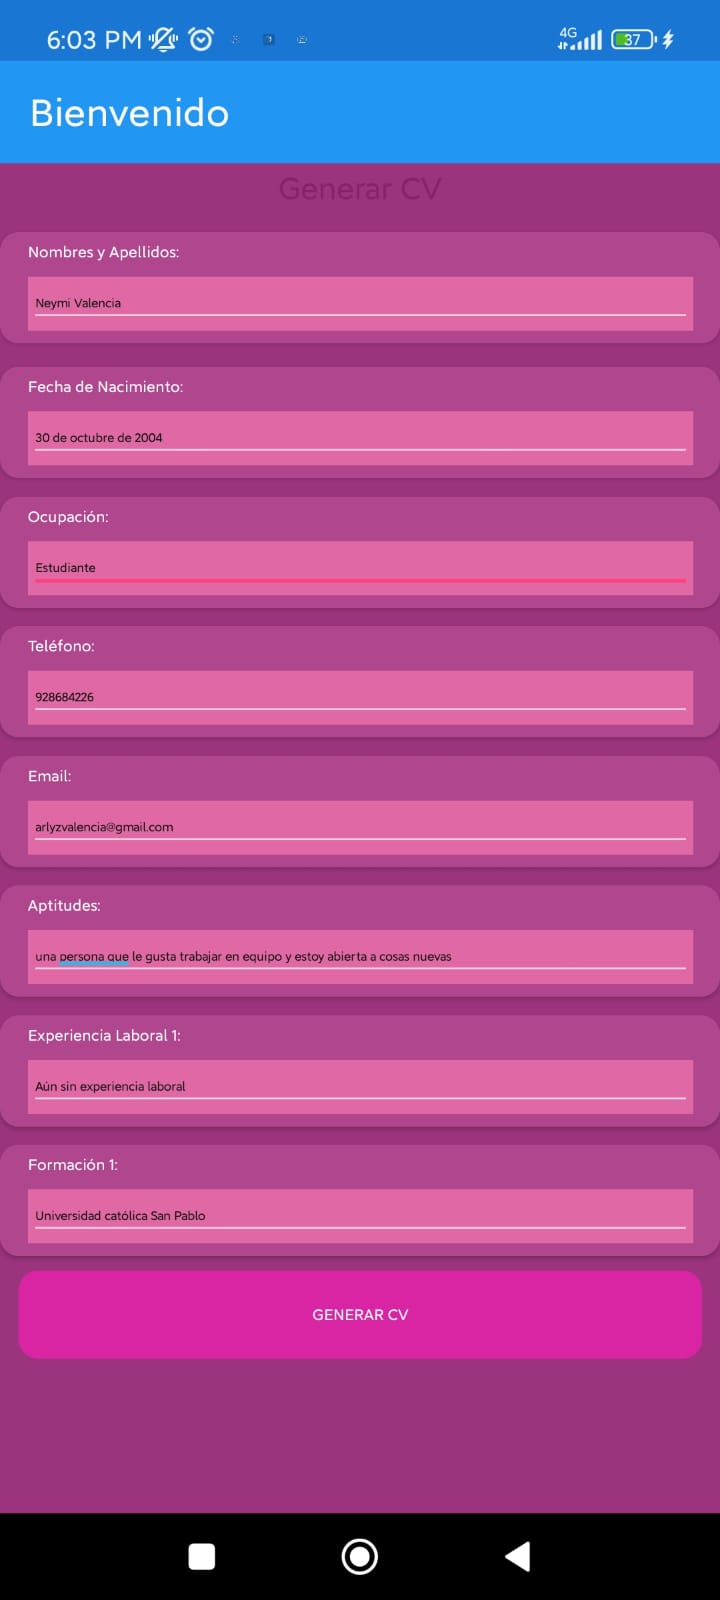 6:03 PM
4G
37
Bienvenido
Generar CV
Nombres y Apellidos:
Neymi Valencia
Fecha de Nacimiento:
30 de octubre de 2004
Ocupación:
Estudiante
Teléfono:
928684226
Email:
arlyzvalencia@gmail.com
Aptitudes:
una persona que le gusta trabajar en equipo y estoy abierta a cosas nuevas
Experiencia Laboral 1:
Aún sin experiencia laboral
Formación 1:
Universidad católica San Pablo
GENERAR CV